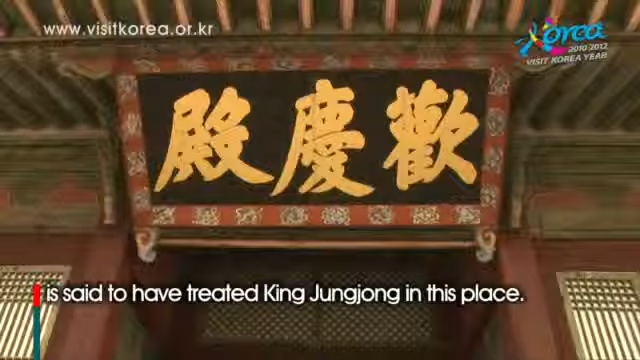 www.visitkorea.or.kr
Korea
2010-2012
VISIT KOREA YEAR
殿慶歡
is said to have treated King Jungjong in this place.